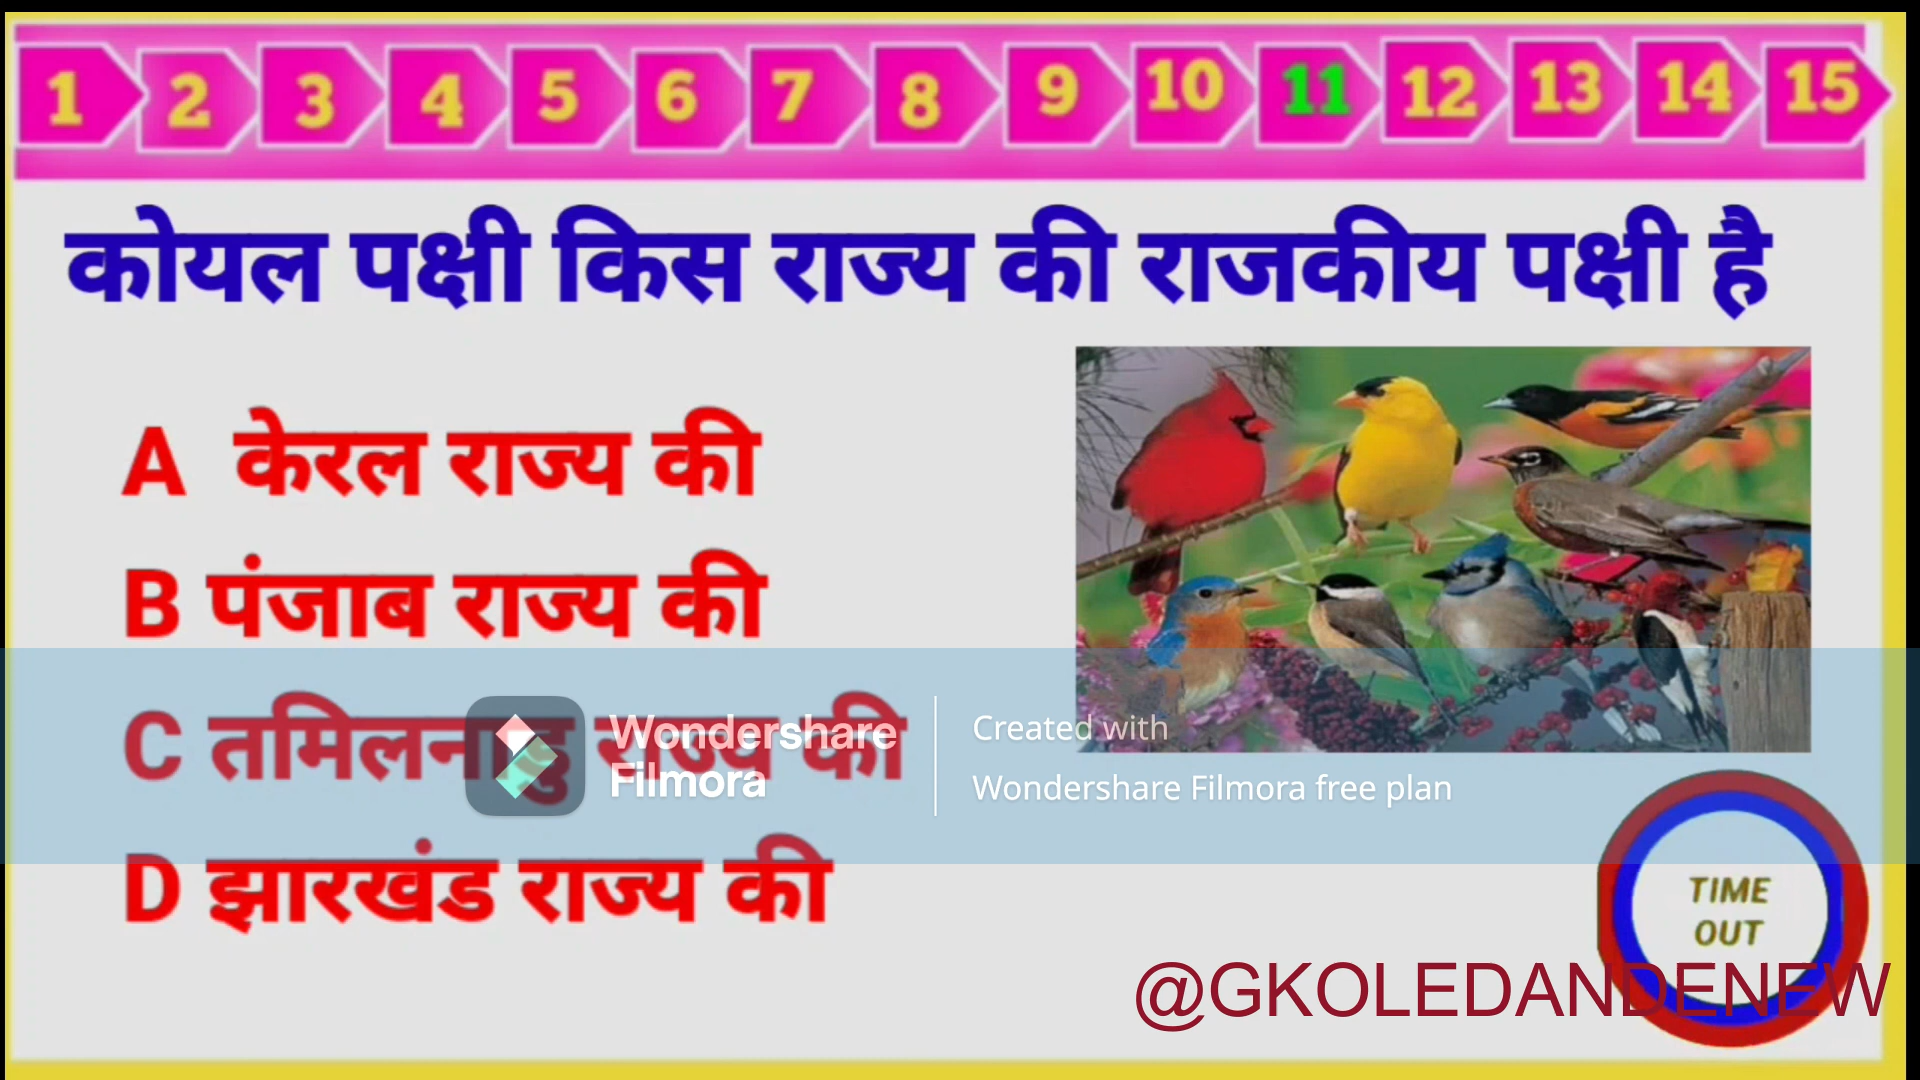 1 2 3 4 5 6 7 8 9 10 11 12 13 14 15
कोयल पक्षी किस राज्य की राजकीय पक्षी है
A केरल राज्य की
B पंजाब राज्य की
C तमिलनाडु राज्य की
Wondershare
Filmora
Created with
Wondershare Filmora free plan
D झारखंड राज्य की
TIME
OUT
@GKOLEDANDENEW